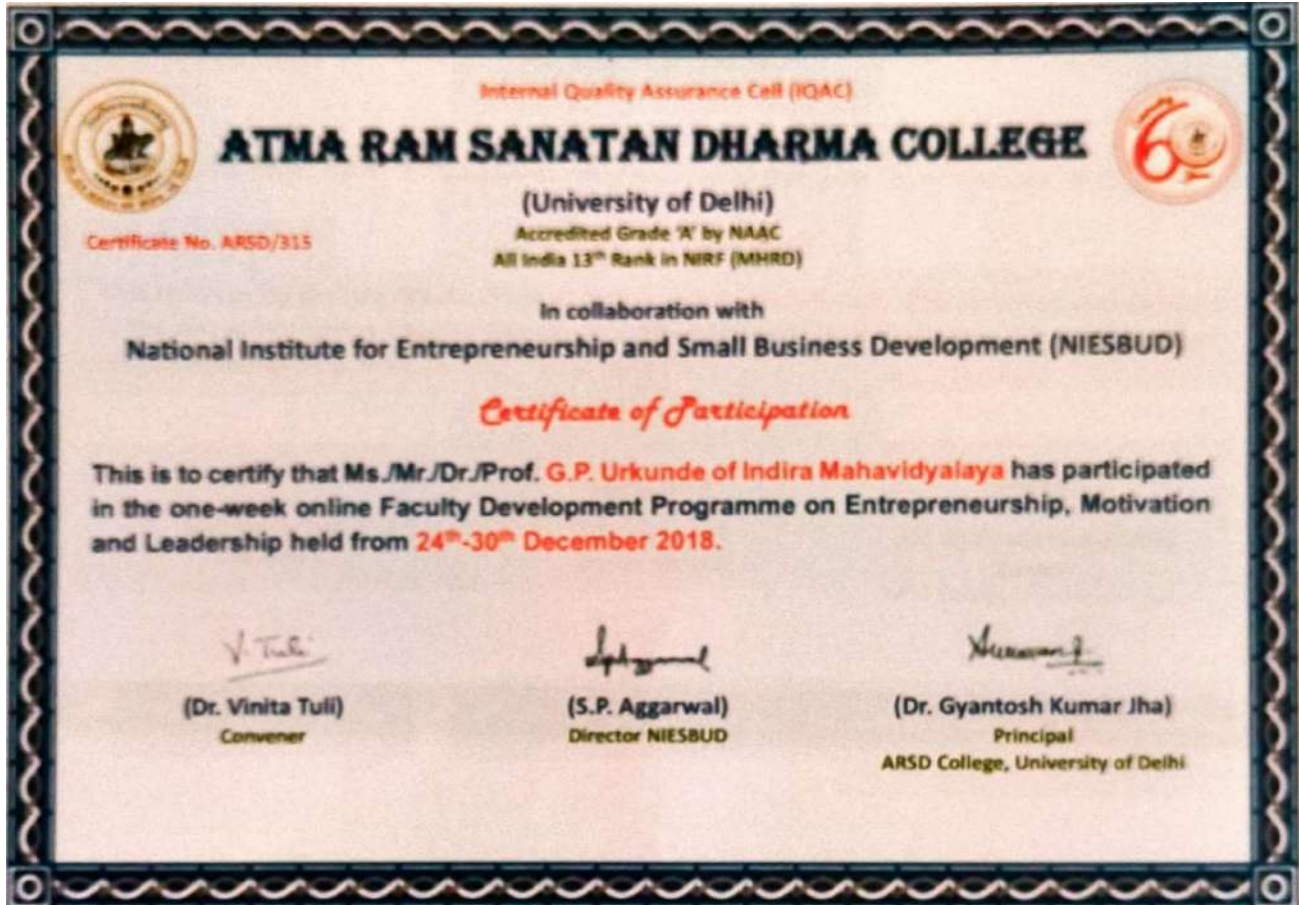 Internal Quality Assurance Cell (IQAC)
ATMA RAM SANATAN DHARMA COLLEGE
60
(University of Delhi)
Certificate No. ARSD/315
Accredited Grade 'A' by NAAC
All India 13th Rank in NIRF (MHRD)
In collaboration with
National Institute for Entrepreneurship and Small Business Development (NIESBUD)
Certificate of Participation
This is to certify that Ms./Mr./Dr./Prof. G.P. Urkunde of Indira Mahavidyalaya has participated
in the one-week online Faculty Development Programme on Entrepreneurship, Motivation
and Leadership held from 24th-30th December 2018.
V. Tuli
(Dr. Vinita Tuli)
(S.P. Aggarwal)
(Dr. Gyantosh Kumar Jha)
Convener
Director NIESBUD
Principal
ARSD College, University of Delhi